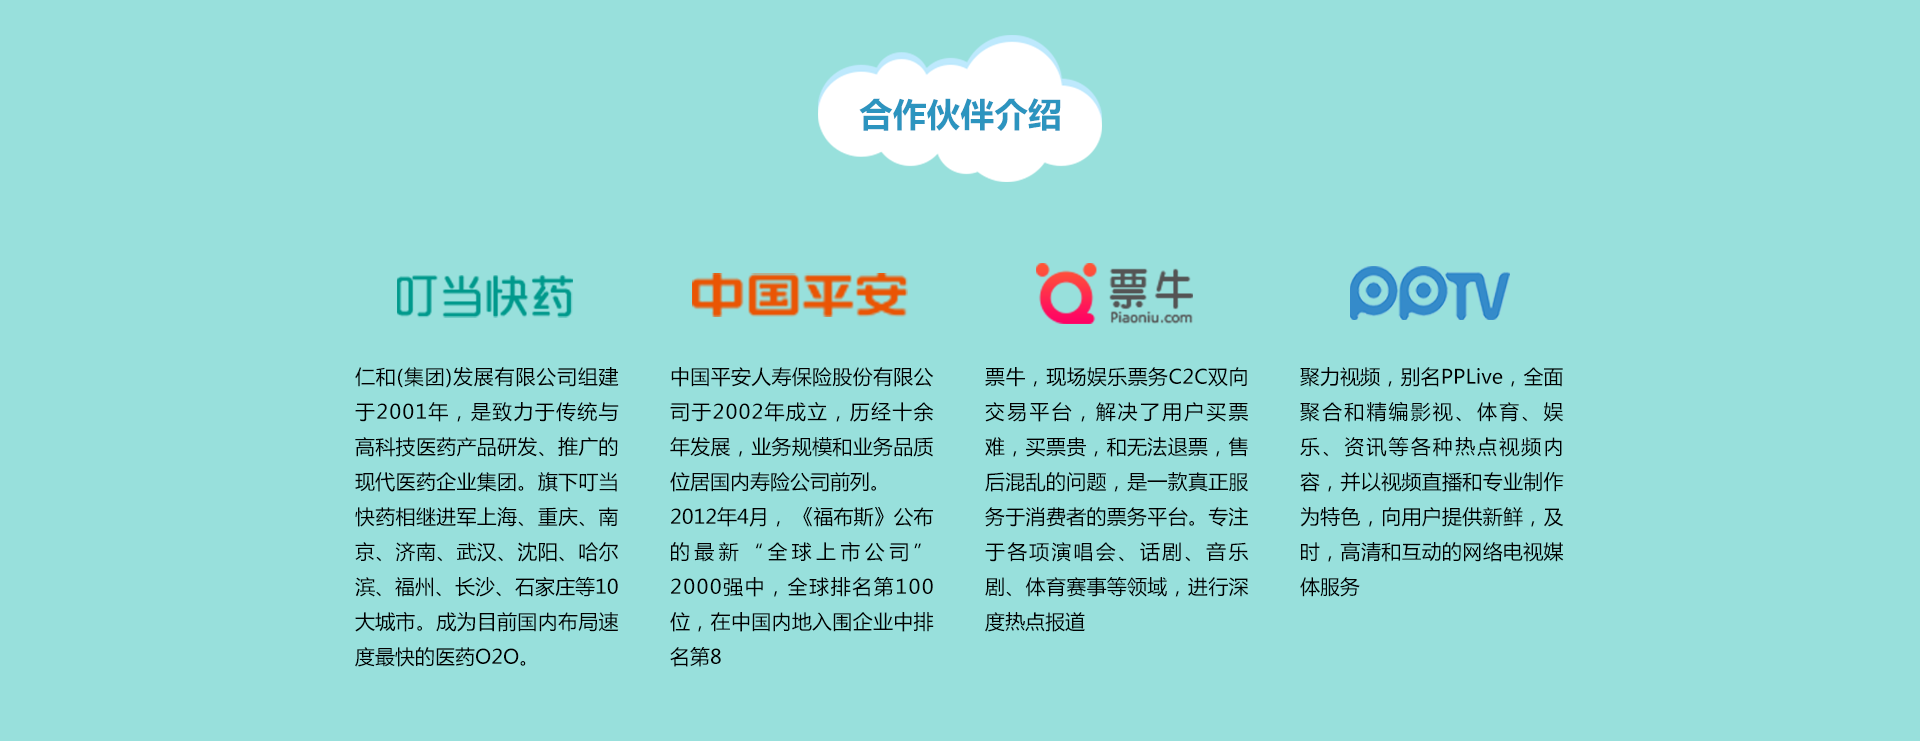 合作伙伴介绍
叮当快药
仁和(集团)发展有限公司组建
于2001年，是致力于传统与
高科技医药产品研发、推广的
现代医药企业集团。旗下叮当
快药相继进军上海、重庆、南
京、济南、武汉、沈阳、哈尔
滨、福州、长沙、石家庄等10
大城市。成为目前国内布局速
度最快的医药O2O。
中国平安
中国平安人寿保险股份有限公
司于2002年成立，历经十余
年发展，业务规模和业务品质
位居国内寿险公司前列。
2012年4月，《福布斯》公布
的最新“全球上市公司”
2000强中，全球排名第100
位，在中国内地入围企业中排
名第8
票牛
Piaoniu.com
票牛，现场娱乐票务C2C双向
交易平台，解决了用户买票
难，买票贵，和无法退票，售
后混乱的问题，是一款真正服
务于消费者的票务平台。专注
于各项演唱会、话剧、音乐
剧、体育赛事等领域，进行深
度热点报道
PPTV
聚力视频，别名PPLive，全面
聚合和精编影视、体育、娱
乐、资讯等各种热点视频内
容，并以视频直播和专业制作
为特色，向用户提供新鲜，及
时，高清和互动的网络电视媒
体服务